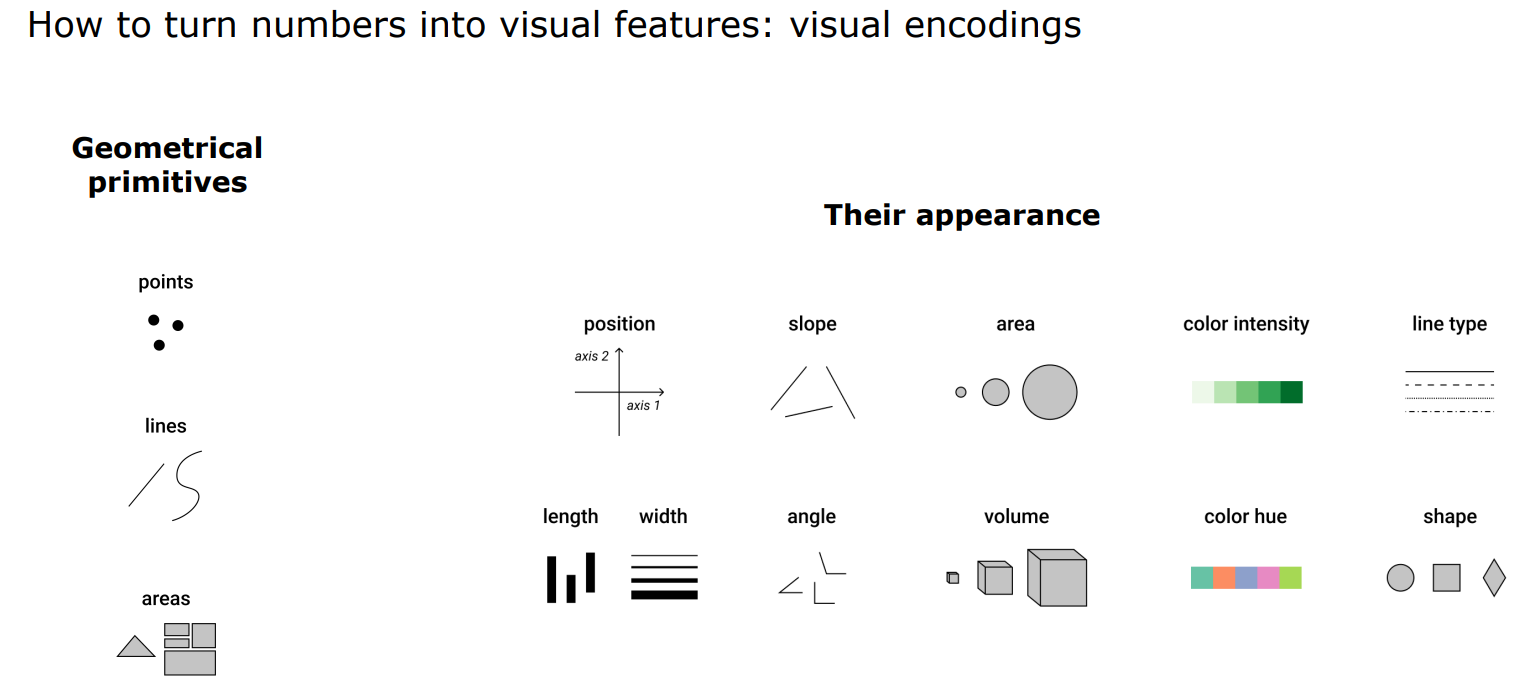 How to turn numbers into visual features: visual encodings
Geometrical
primitives
Their appearance
points
lines
areas
position
slope
area
color intensity
line type
axis 2
axis 1
length
width
angle
volume
color hue
shape